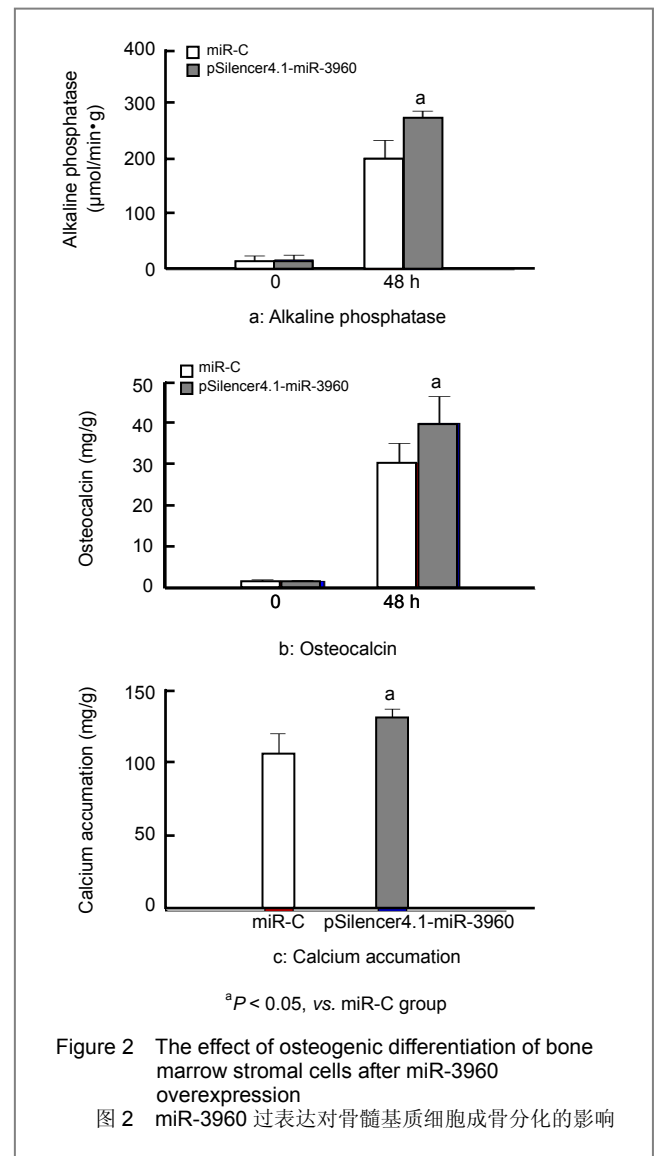 400
miR-C
pSilencer4.1-miR-3960
a
300
200
100
0
Alkaline phosphatase
(μmol/min•g)
0
48 h
a: Alkaline phosphatase
miR-C
pSilencer4.1-miR-3960
a
50
40
30
20
10
0
Osteocalcin (mg/g)
0
48 h
b: Osteocalcin
150
a
100
50
0
Calcium accumation (mg/g)
miR-C
pSilencer4.1-miR-3960
c: Calcium accumation
ᵃP < 0.05, vs. miR-C group
Figure 2 The effect of osteogenic differentiation of bone
marrow stromal cells after miR-3960
overexpression
图 2 miR-3960 过表达对骨髓基质细胞成骨分化的影响